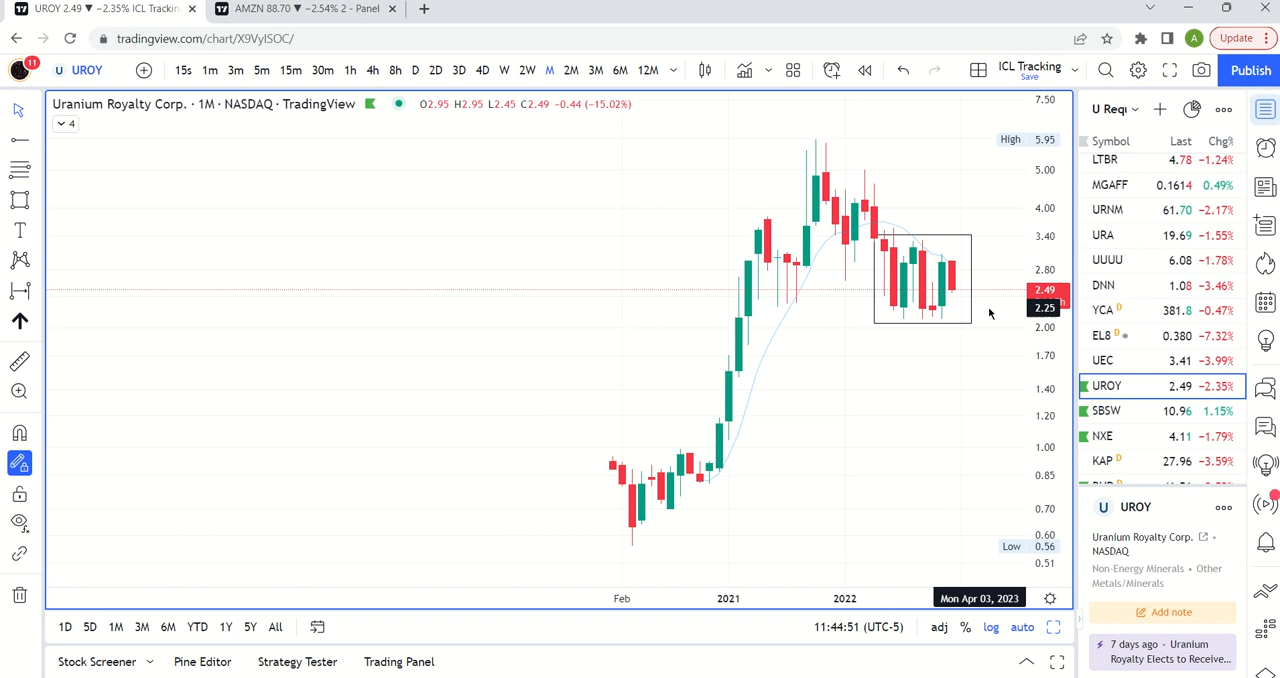 UROY 2.49 ▼ −2.35% ICL Trackin
AMZN 88.70 ▼ −2.54% 2 - Panel
tradingview.com/chart/X9VyISOC/
A
Update
11
U UROY
15s 1m 3m 5m 15m 30m 1h 4h 8h D 2D 3D 4D W 2W M 2M 3M 6M 12M
ICL Tracking
Save
Publish
Uranium Royalty Corp. · 1M · NASDAQ · TradingView O2.95 H2.95 L2.45 C2.49 −0.44 (−15.02%)
4
7.50
High 5.95
5.00
4.00
3.40
2.80
2.49
2.25
2.00
1.70
1.40
1.20
1.00
0.85
0.70
0.60
Low 0.56
0.51
Feb 2021 2022 Mon Apr 03, 2023
1D 5D 1M 3M 6M YTD 1Y 5Y All
11:44:51 (UTC-5) adj % log auto
Stock Screener Pine Editor Strategy Tester Trading Panel
U Requ
Symbol Last Chg%
LTBR 4.78 −1.24%
MGAFF 0.1614 0.49%
URNM 61.70 −2.17%
URA 19.69 −1.55%
UUUU 6.08 −1.78%
DNN 1.08 −3.46%
YCA D 381.8 −0.47%
EL8 D 0.380 −7.32%
UEC 3.41 −3.99%
UROY 2.49 −2.35%
SBSW 10.96 1.15%
NXE 4.11 −1.79%
KAP D 27.96 −3.59%
U UROY
Uranium Royalty Corp. •
NASDAQ
Non-Energy Minerals • Other
Metals/Minerals
Add note
7 days ago - Uranium
Royalty Elects to Receive...